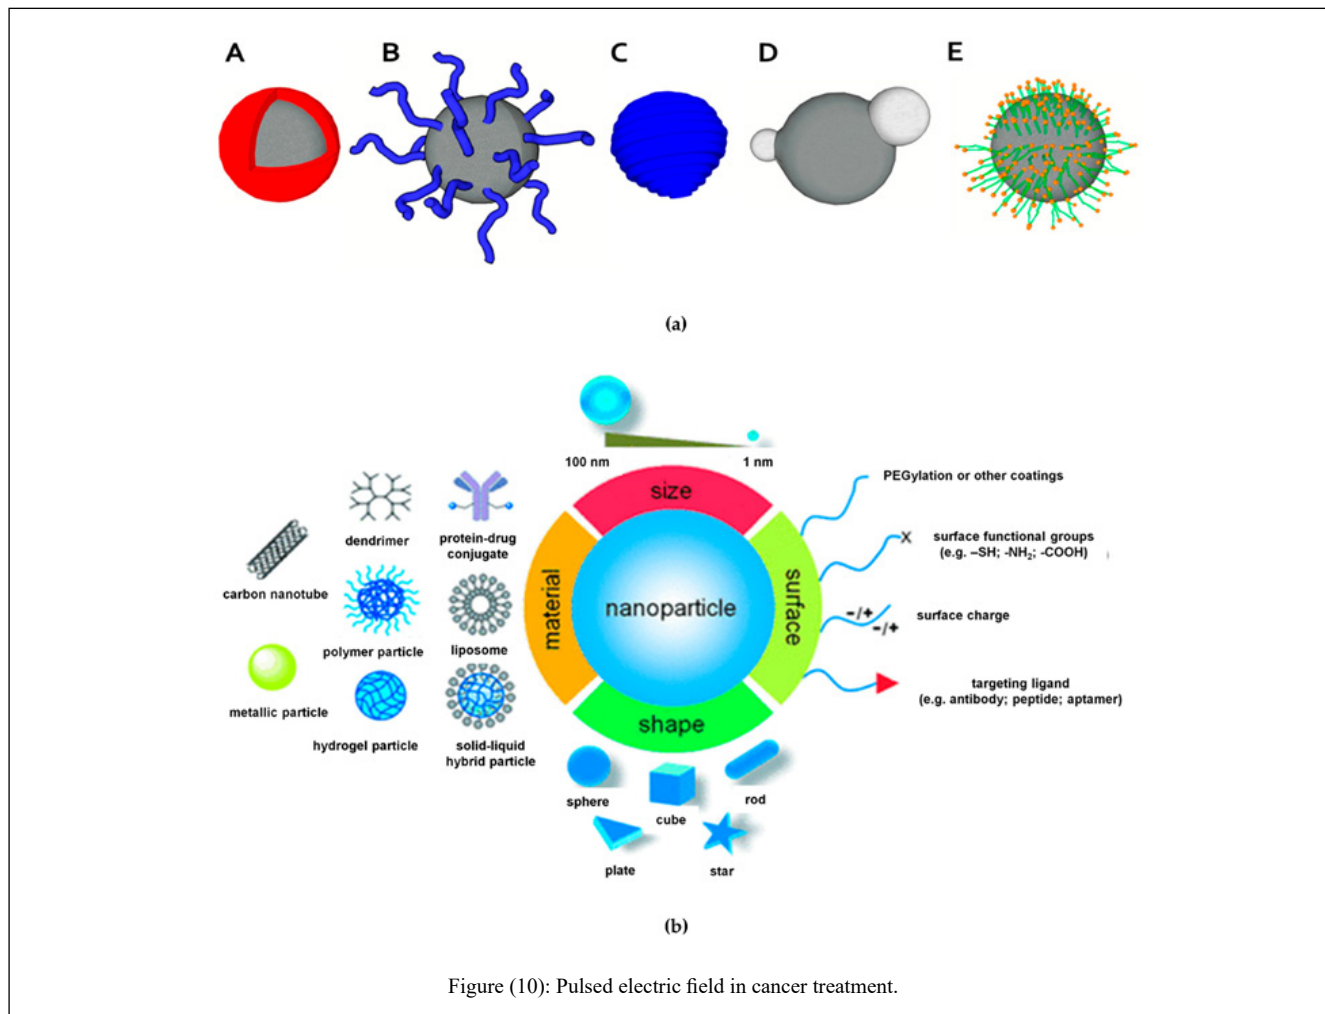 A B C D E
(a)
100 nm 1 nm
size
material
nanoparticle
surface
shape
dendrimer
protein-drug
conjugate
carbon nanotube
polymer particle
liposome
metallic particle
hydrogel particle
solid-liquid
hybrid particle
PEGylation or other coatings
X
surface functional groups
(e.g. –SH; -NH₂; -COOH)
-/+
-/+
surface charge
targeting ligand
(e.g. antibody; peptide; aptamer)
sphere
cube
rod
plate
star
(b)
Figure (10): Pulsed electric field in cancer treatment.